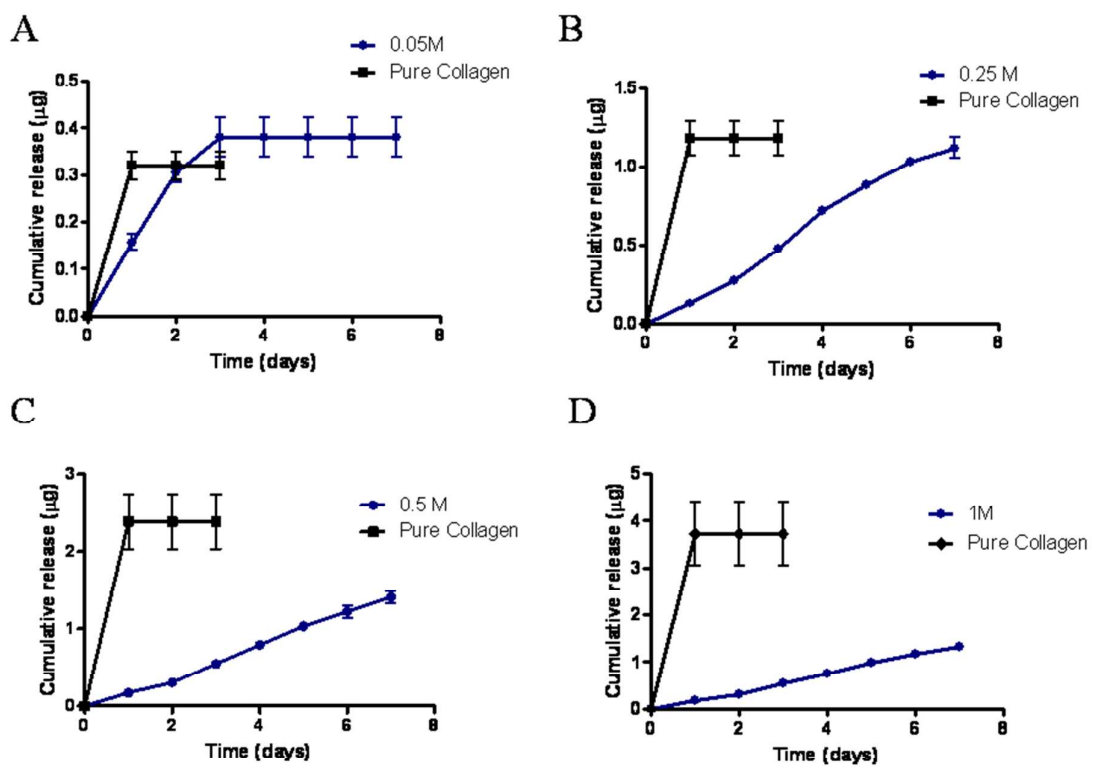 A
0.05M
Pure Collagen
0.5
0.4
0.3
0.2
0.1
0.0
0 2 4 6 8
Cumulative release (µg)
Time (days)
B
0.25 M
Pure Collagen
1.5
1.0
0.5
0.0
0 2 4 6 8
Cumulative release (µg)
Time (days)
C
0.5 M
Pure Collagen
3
2
1
0
0 2 4 6 8
Cumulative release (µg)
Time (days)
D
1M
Pure Collagen
5
4
3
2
1
0
0 2 4 6 8
Cumulative release (µg)
Time (days)